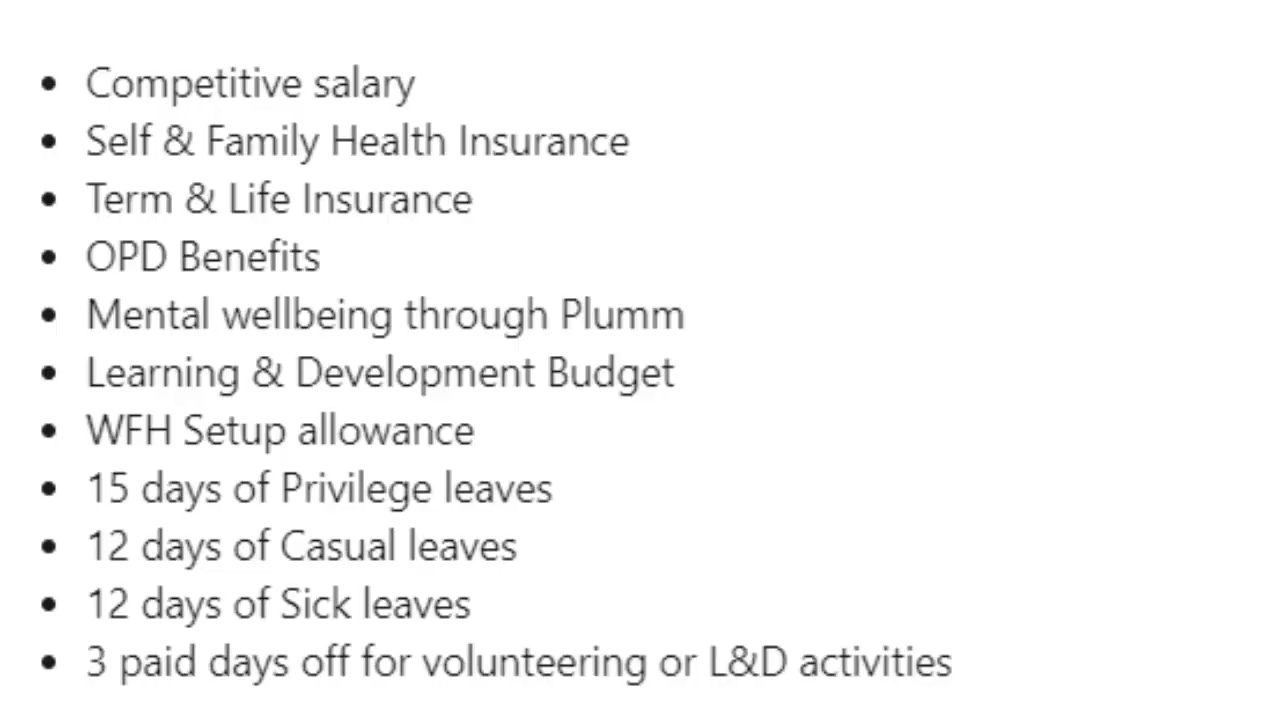 • Competitive salary
• Self & Family Health Insurance
• Term & Life Insurance
• OPD Benefits
• Mental wellbeing through Plumm
• Learning & Development Budget
• WFH Setup allowance
• 15 days of Privilege leaves
• 12 days of Casual leaves
• 12 days of Sick leaves
• 3 paid days off for volunteering or L&D activities